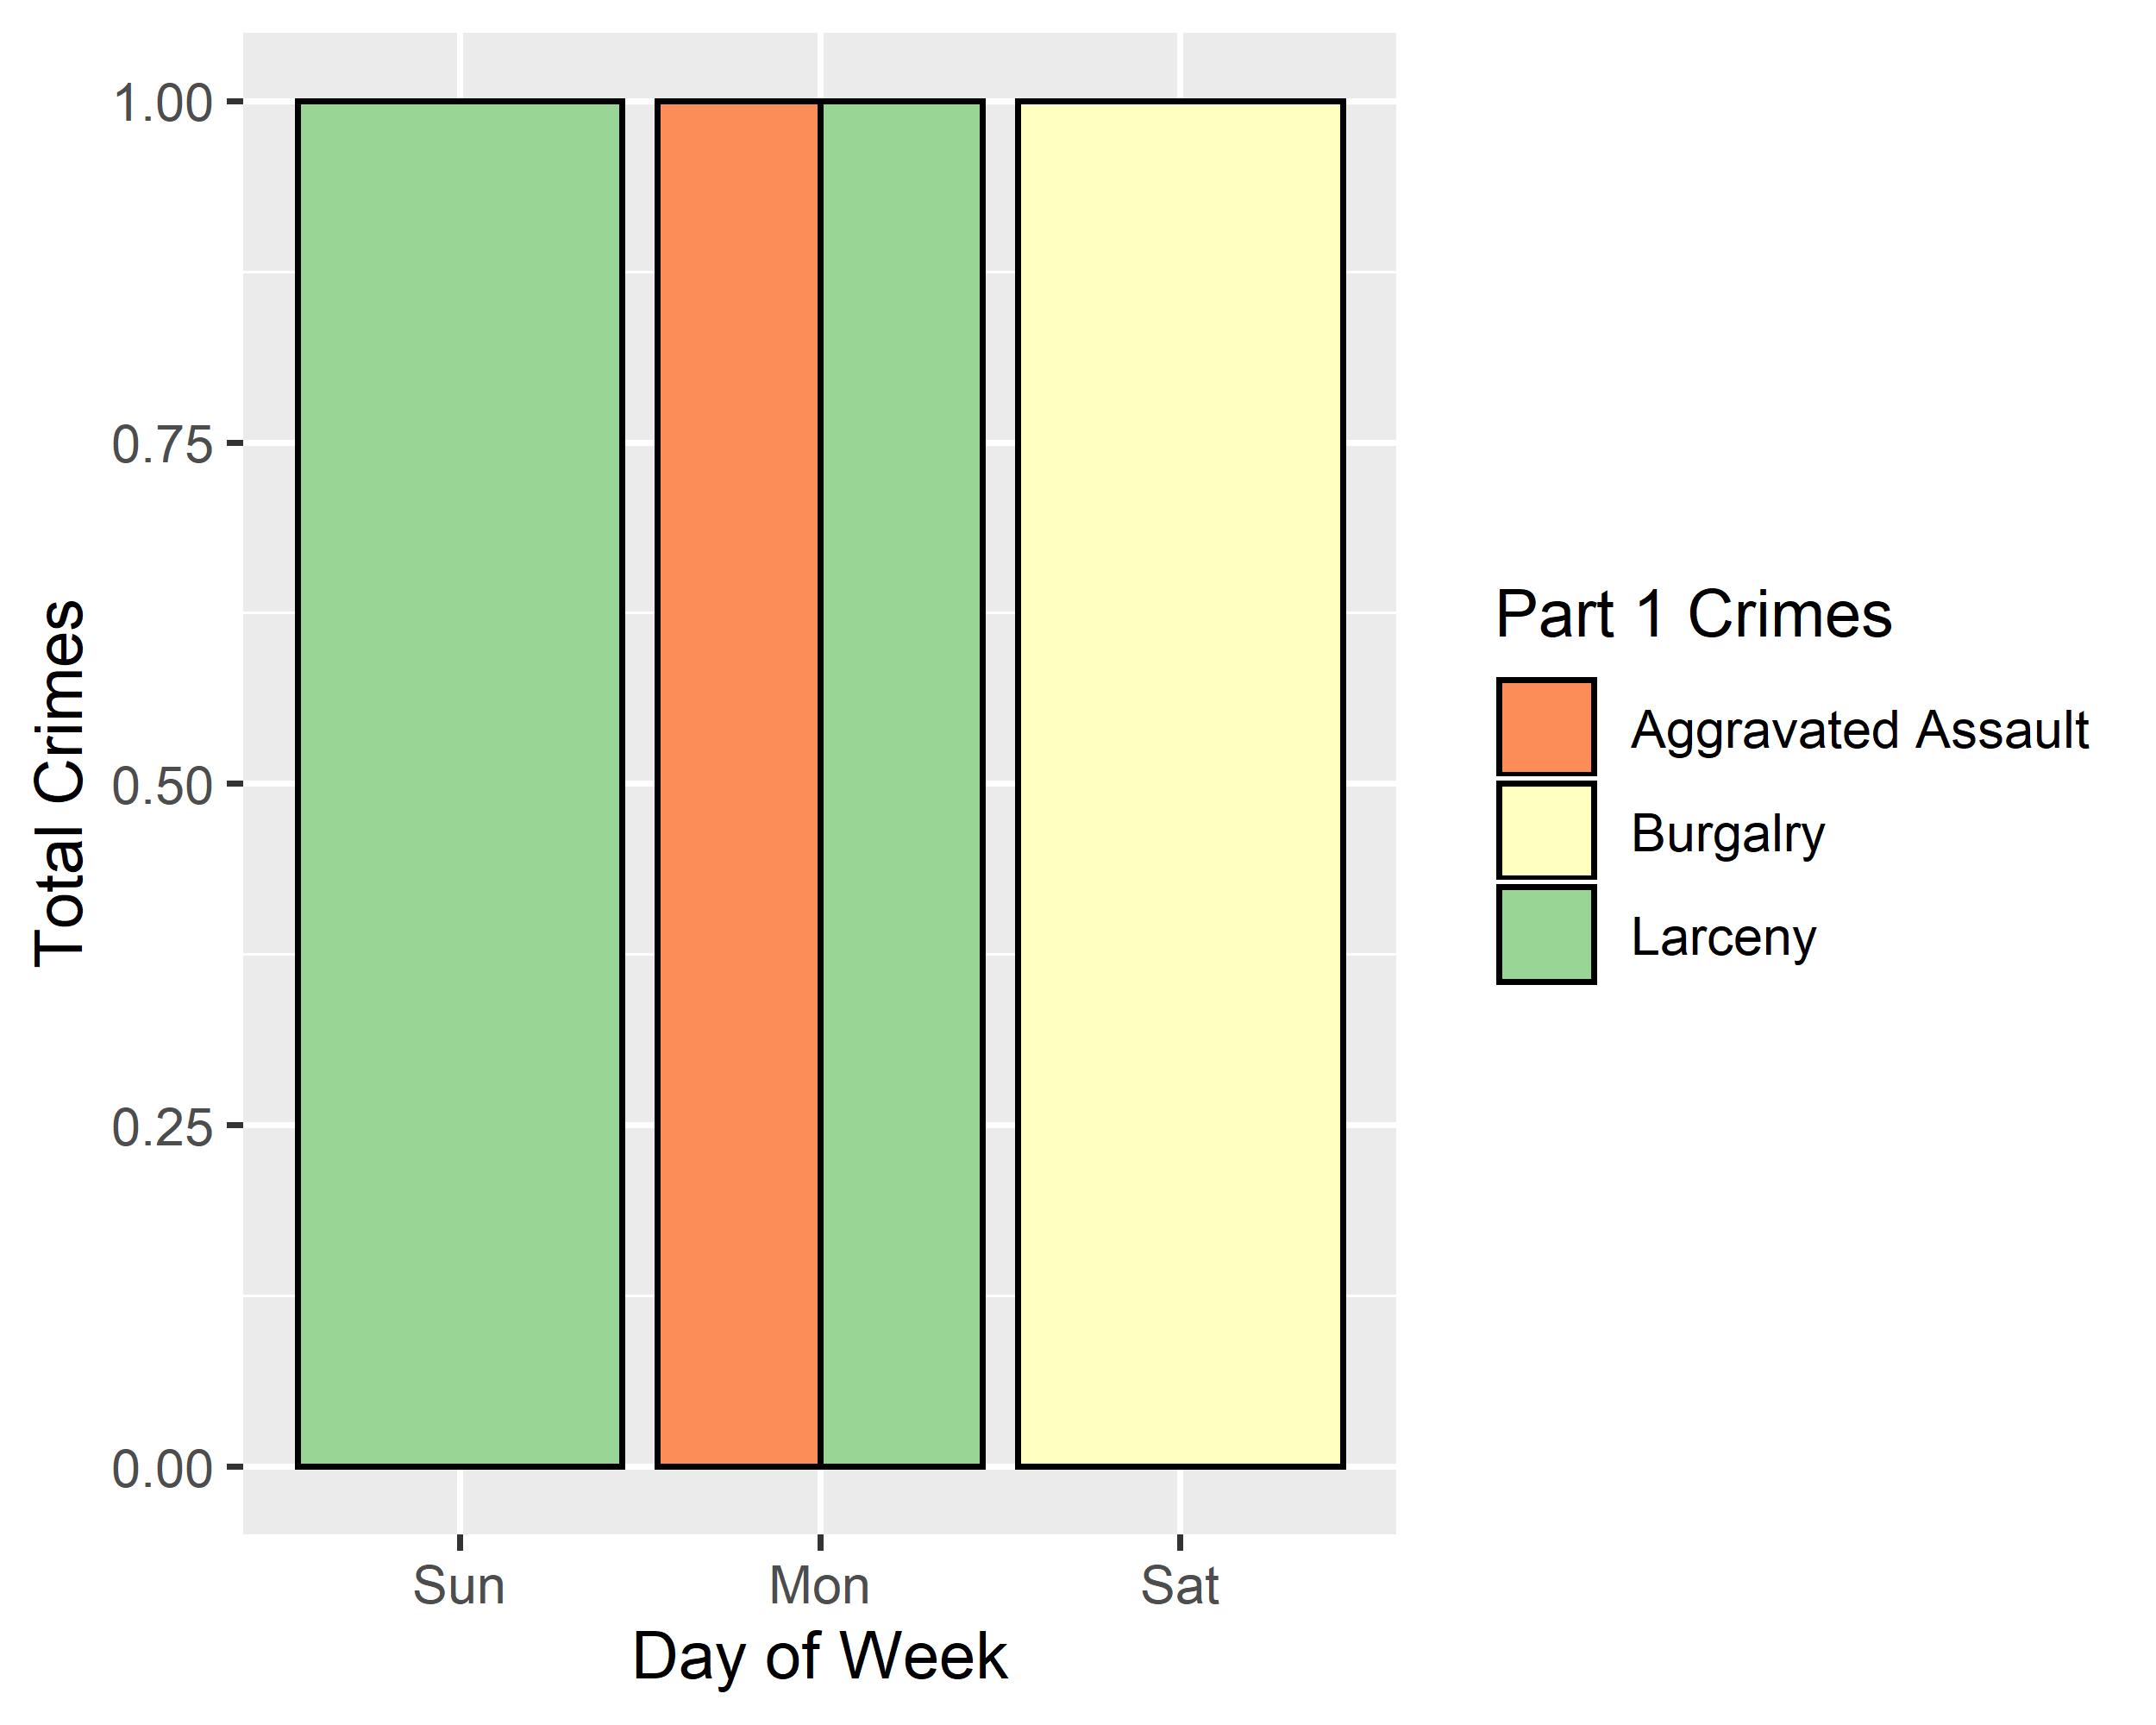 1.00
0.75
0.50
0.25
0.00
Total Crimes
Sun Mon Sat
Day of Week
Part 1 Crimes
Aggravated Assault
Burgalry
Larceny